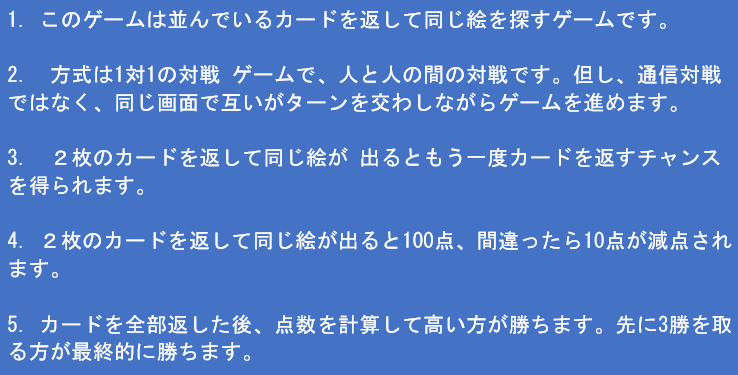 1. このゲームは並んでいるカードを返して同じ絵を探すゲームです。
2. 方式は1対1の対戦 ゲームで、人と人の間の対戦です。但し、通信対戦
ではなく、同じ画面で互いがターンを交わしながらゲームを進めます。
3. ２枚のカードを返して同じ絵が 出るともう一度カードを返すチャンス
を得られます。
4. ２枚のカードを返して同じ絵が出ると100点、間違ったら10点が減点され
ます。
5. カードを全部返した後、点数を計算して高い方が勝ちます。先に3勝を取
る方が最終的に勝ちます。